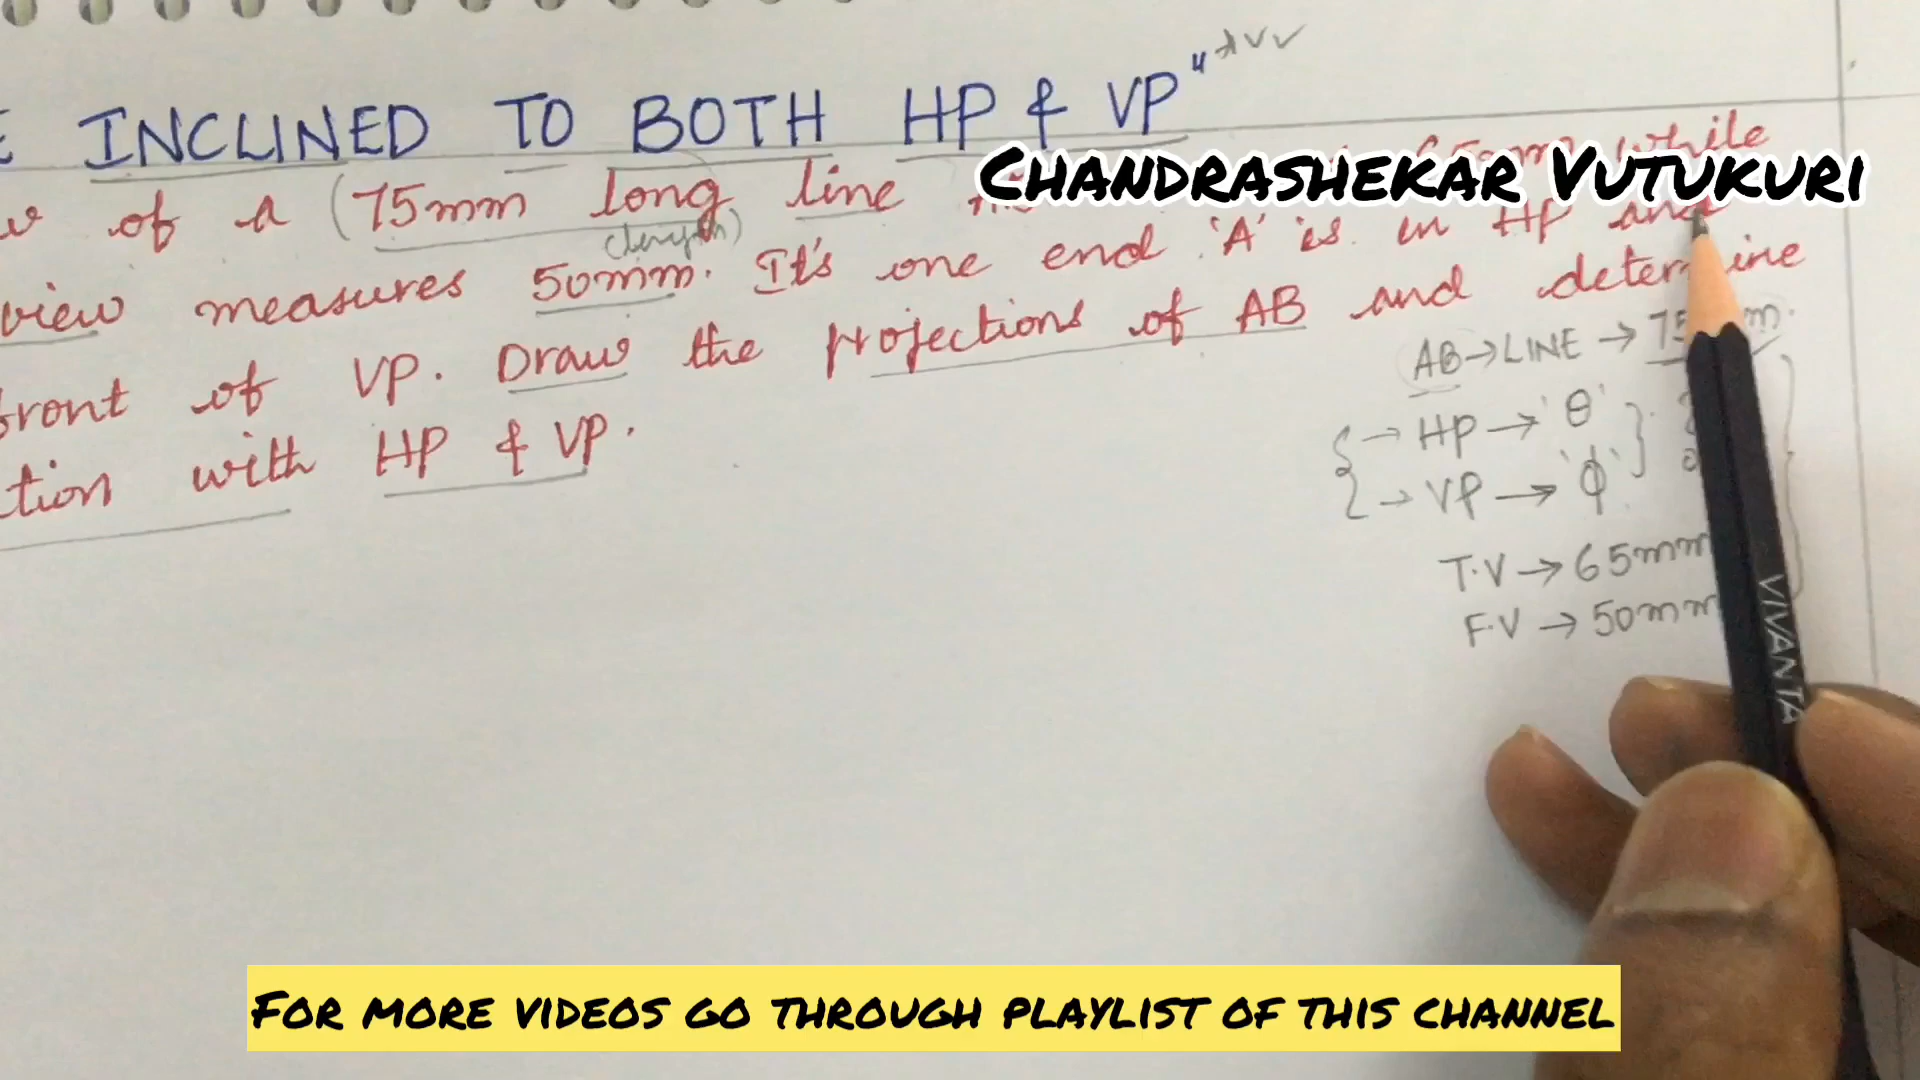 INCLINED TO BOTH HP & VP"
of a (75mm long line while
(length)
view measures 50mm. It's one end 'A' is in HP and
front of VP. Draw the projections of AB and determine
tion with HP & VP.
AB→LINE →
→ HP → 'θ'
→ VP → 'ϕ'
T.V → 65mm
F.V → 50mm
CHANDRASHEKAR VUTUKURI
VIVANTA
FOR MORE VIDEOS GO THROUGH PLAYLIST OF THIS CHANNEL